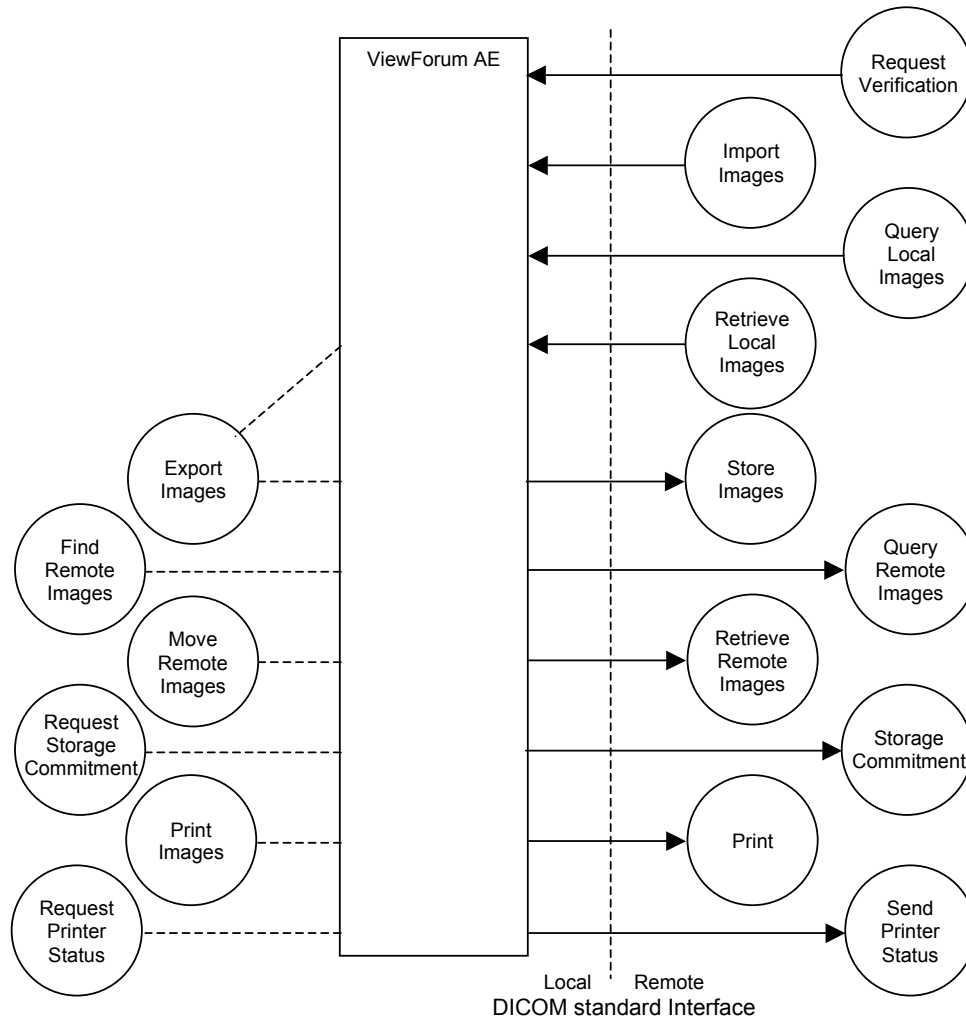 ViewForum AE
Request
Verification
Import
Images
Query
Local
Images
Retrieve
Local
Images
Export
Images
Store
Images
Find
Remote
Images
Query
Remote
Images
Move
Remote
Images
Retrieve
Remote
Images
Request
Storage
Commitment
Storage
Commitment
Print
Images
Print
Request
Printer
Status
Send
Printer
Status
Local Remote
DICOM standard Interface